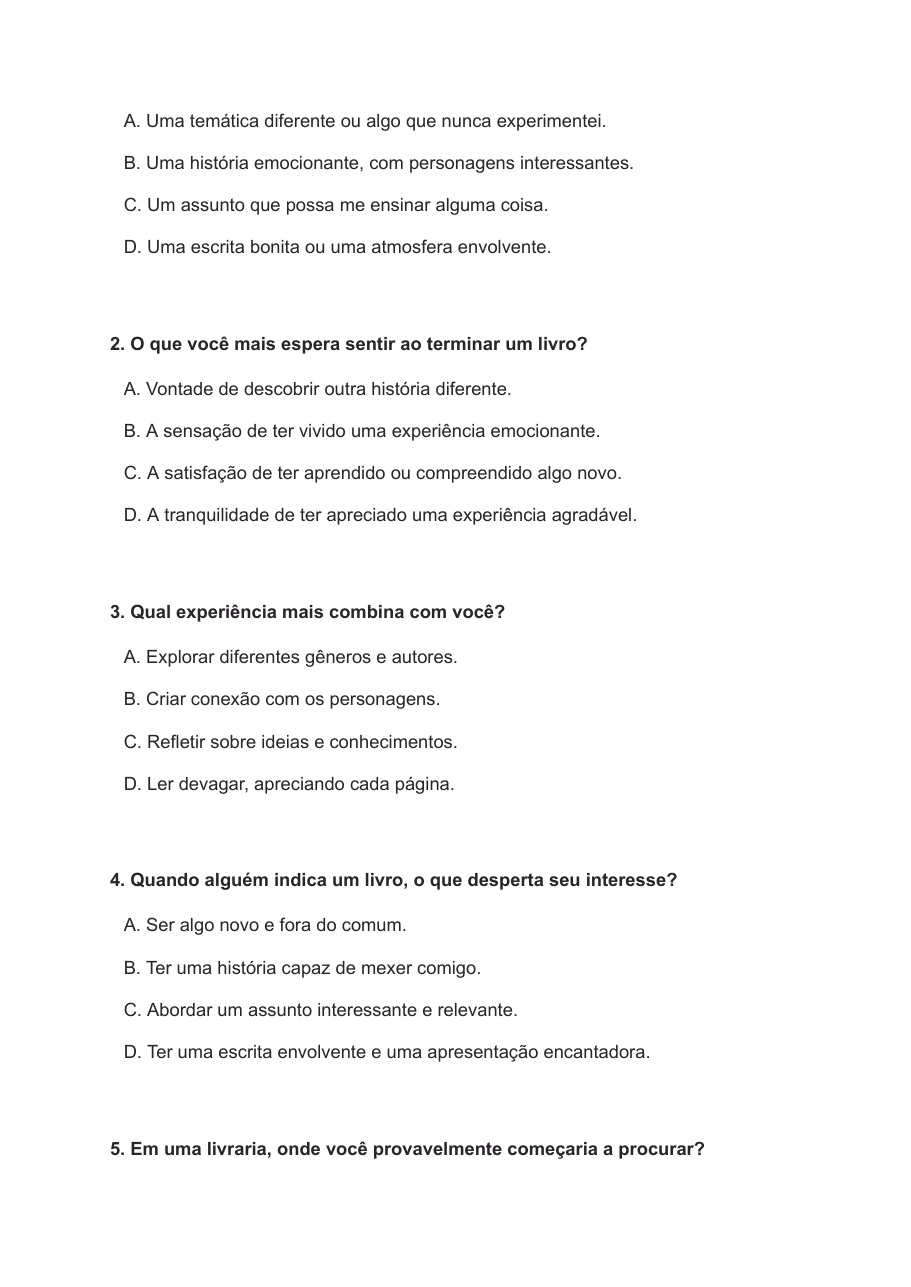 A. Uma temática diferente ou algo que nunca experimentei.
B. Uma história emocionante, com personagens interessantes.
C. Um assunto que possa me ensinar alguma coisa.
D. Uma escrita bonita ou uma atmosfera envolvente.
2. O que você mais espera sentir ao terminar um livro?
A. Vontade de descobrir outra história diferente.
B. A sensação de ter vivido uma experiência emocionante.
C. A satisfação de ter aprendido ou compreendido algo novo.
D. A tranquilidade de ter apreciado uma experiência agradável.
3. Qual experiência mais combina com você?
A. Explorar diferentes gêneros e autores.
B. Criar conexão com os personagens.
C. Refletir sobre ideias e conhecimentos.
D. Ler devagar, apreciando cada página.
4. Quando alguém indica um livro, o que desperta seu interesse?
A. Ser algo novo e fora do comum.
B. Ter uma história capaz de mexer comigo.
C. Abordar um assunto interessante e relevante.
D. Ter uma escrita envolvente e uma apresentação encantadora.
5. Em uma livraria, onde você provavelmente começaria a procurar?